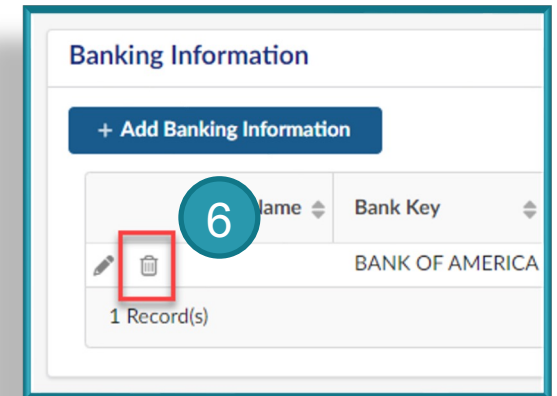 Banking Information
+ Add Banking Information
6 Name Bank Key
BANK OF AMERICA
1 Record(s)